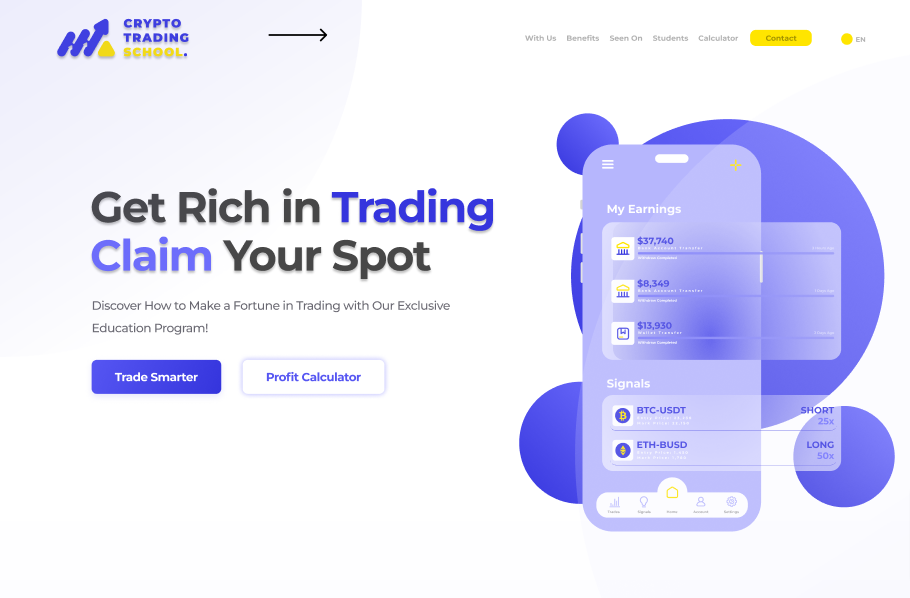 CRYPTO
TRADING
SCHOOL.
With Us Benefits Seen On Students Calculator Contact EN
Get Rich in Trading
Claim Your Spot
Discover How to Make a Fortune in Trading with Our Exclusive
Education Program!
Trade Smarter Profit Calculator
My Earnings
$37,740
Bank Account Transfer
Withdraw Completed
$8,349
Bank Account Transfer
Withdraw Completed
$13,930
Wallet Transfer
Withdraw Completed
Signals
BTC-USDT SHORT
25x
ETH-BUSD LONG
50x
Signals Home Account Settings